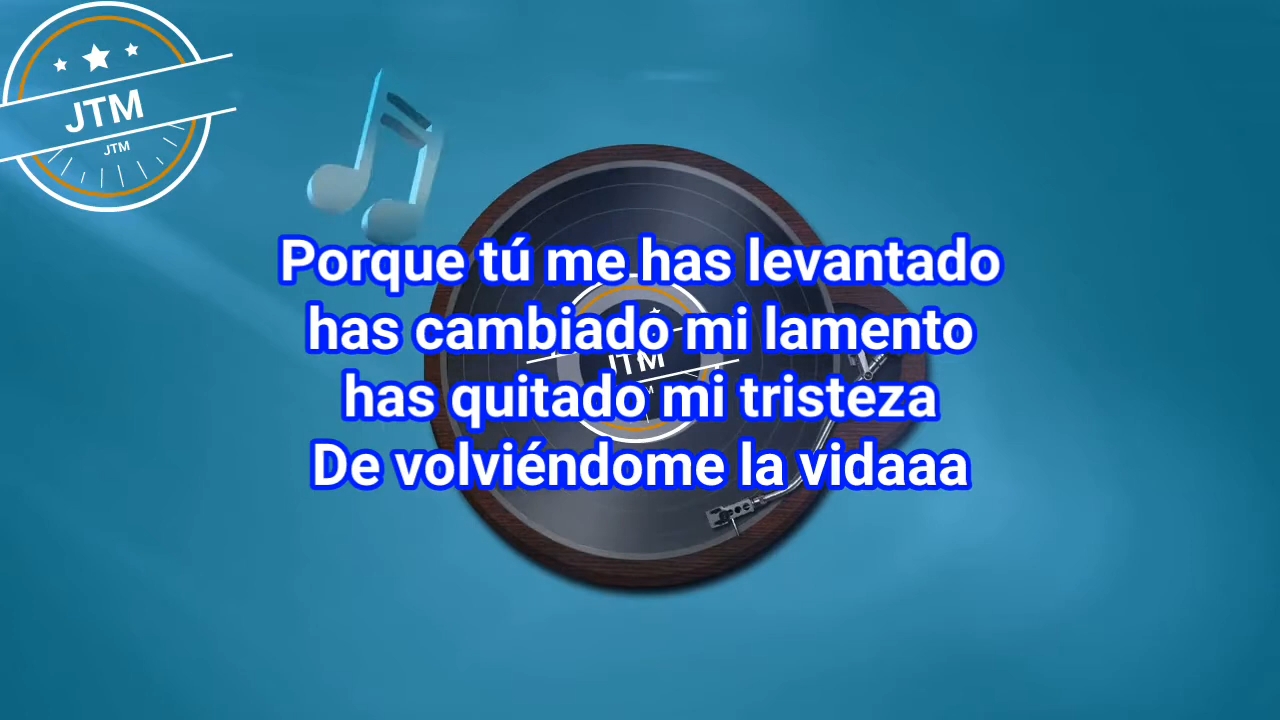 JTM
JTM
Porque tú me has levantado
has cambiado mi lamento
JTM
has quitado mi tristeza
De volviéndome la vidaaa